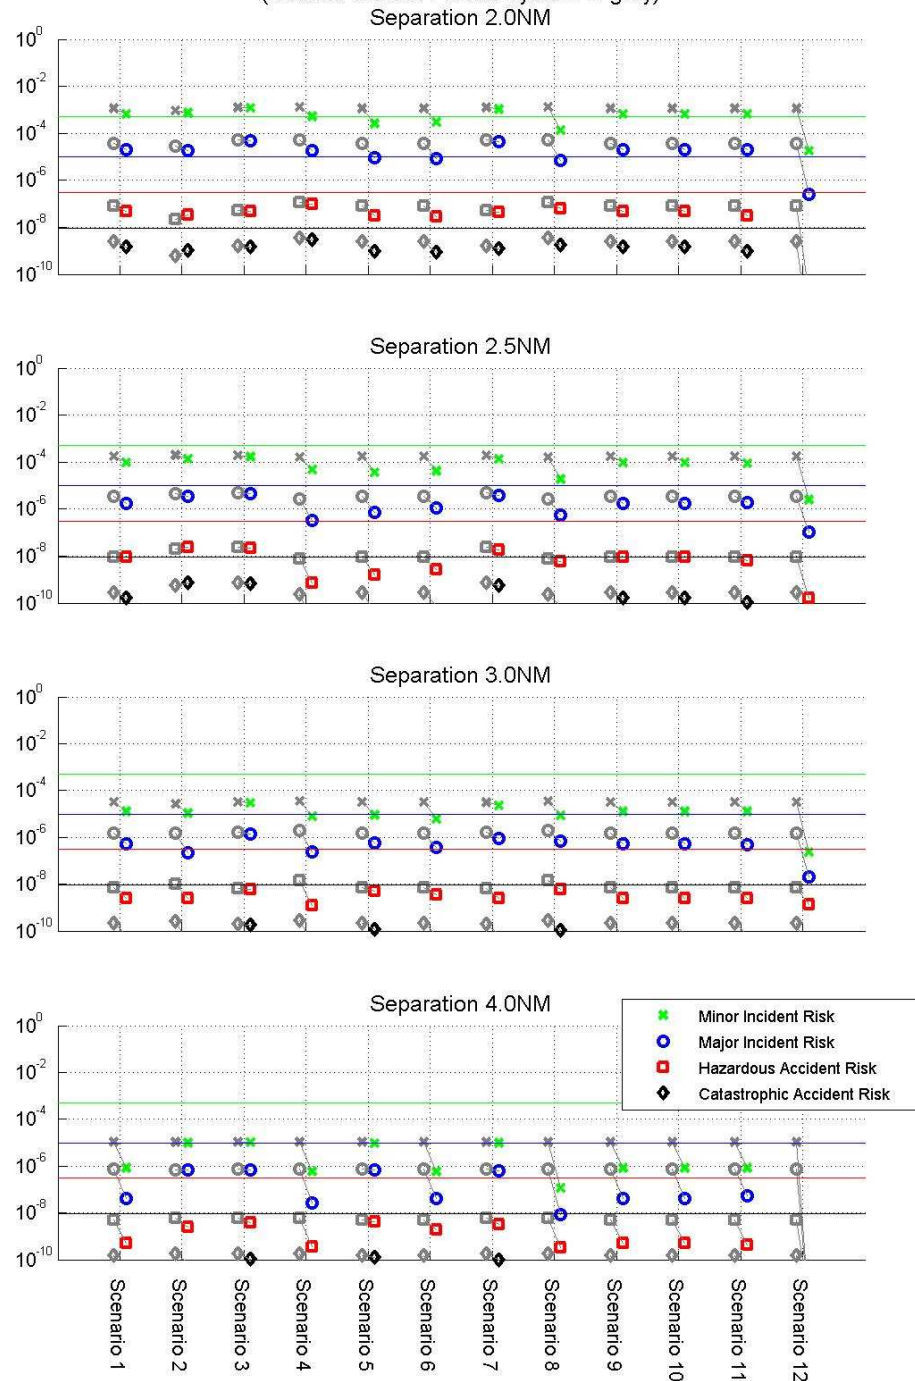 Separation 2.0NM
10^0
10^-2
10^-4
10^-6
10^-8
10^-10
Separation 2.5NM
10^0
10^-2
10^-4
10^-6
10^-8
10^-10
Separation 3.0NM
10^0
10^-2
10^-4
10^-6
10^-8
10^-10
Separation 4.0NM
10^0
10^-2
10^-4
10^-6
10^-8
10^-10
Minor Incident Risk
Major Incident Risk
Hazardous Accident Risk
Catastrophic Accident Risk
Scenario 1
Scenario 2
Scenario 3
Scenario 4
Scenario 5
Scenario 6
Scenario 7
Scenario 8
Scenario 9
Scenario 10
Scenario 11
Scenario 12